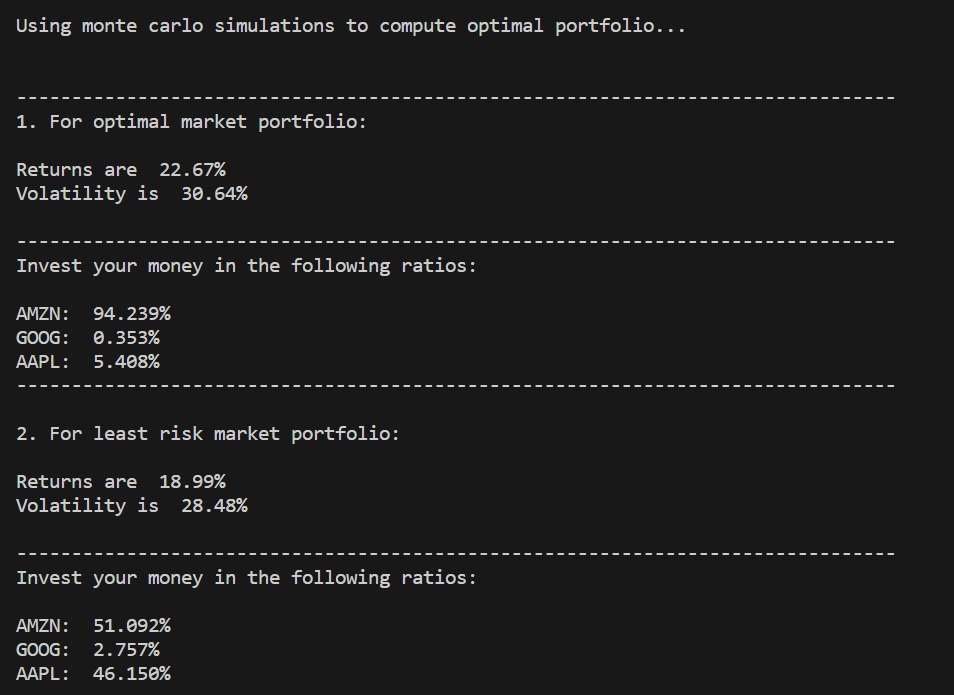 Using monte carlo simulations to compute optimal portfolio...
--------------------------------------------------------------------------------
1. For optimal market portfolio:
Returns are  22.67%
Volatility is  30.64%
--------------------------------------------------------------------------------
Invest your money in the following ratios:
AMZN:  94.239%
GOOG:  0.353%
AAPL:  5.408%
--------------------------------------------------------------------------------
2. For least risk market portfolio:
Returns are  18.99%
Volatility is  28.48%
--------------------------------------------------------------------------------
Invest your money in the following ratios:
AMZN:  51.092%
GOOG:  2.757%
AAPL:  46.150%